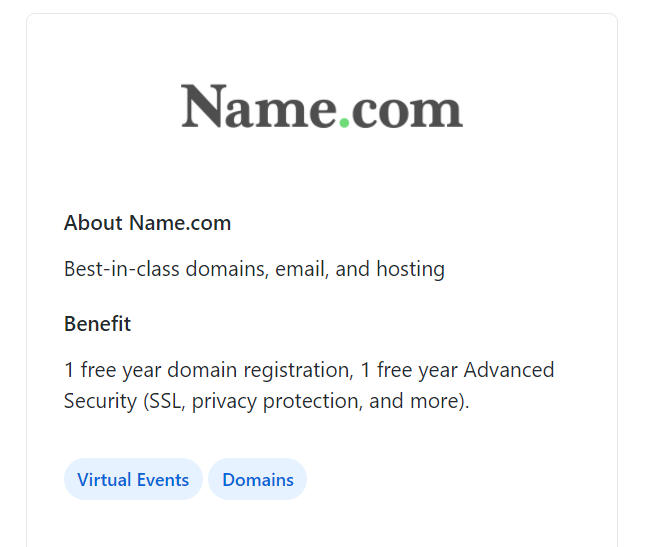 Name.com
About Name.com
Best-in-class domains, email, and hosting
Benefit
1 free year domain registration, 1 free year Advanced
Security (SSL, privacy protection, and more).
Virtual Events Domains